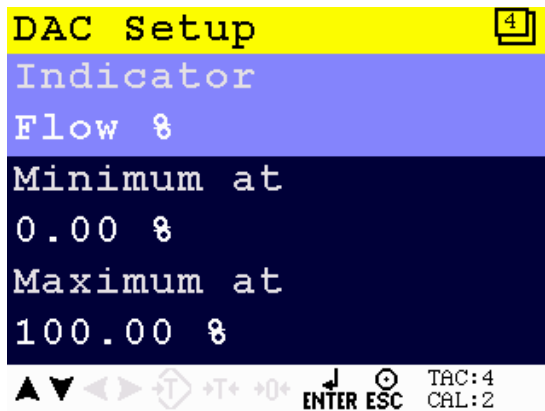 DAC Setup 4
Indicator
Flow %
Minimum at
0.00 %
Maximum at
100.00 %
T →T← →0← ENTER ESC TAC:4
CAL:2